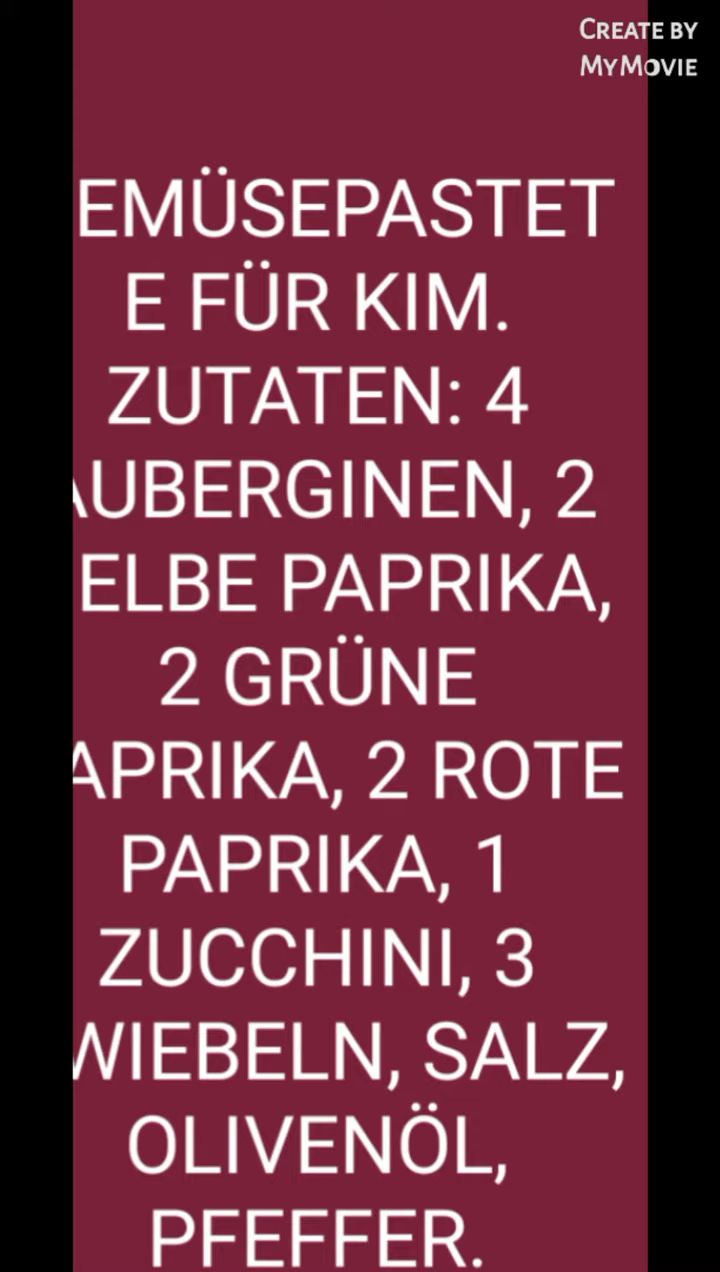 CREATE BY
MYMOVIE
EMÜSEPASTET
E FÜR KIM.
ZUTATEN: 4
AUBERGINEN, 2
ELBE PAPRIKA,
2 GRÜNE
APRIKA, 2 ROTE
PAPRIKA, 1
ZUCCHINI, 3
WIEBELN, SALZ,
OLIVENÖL,
PFEFFER.